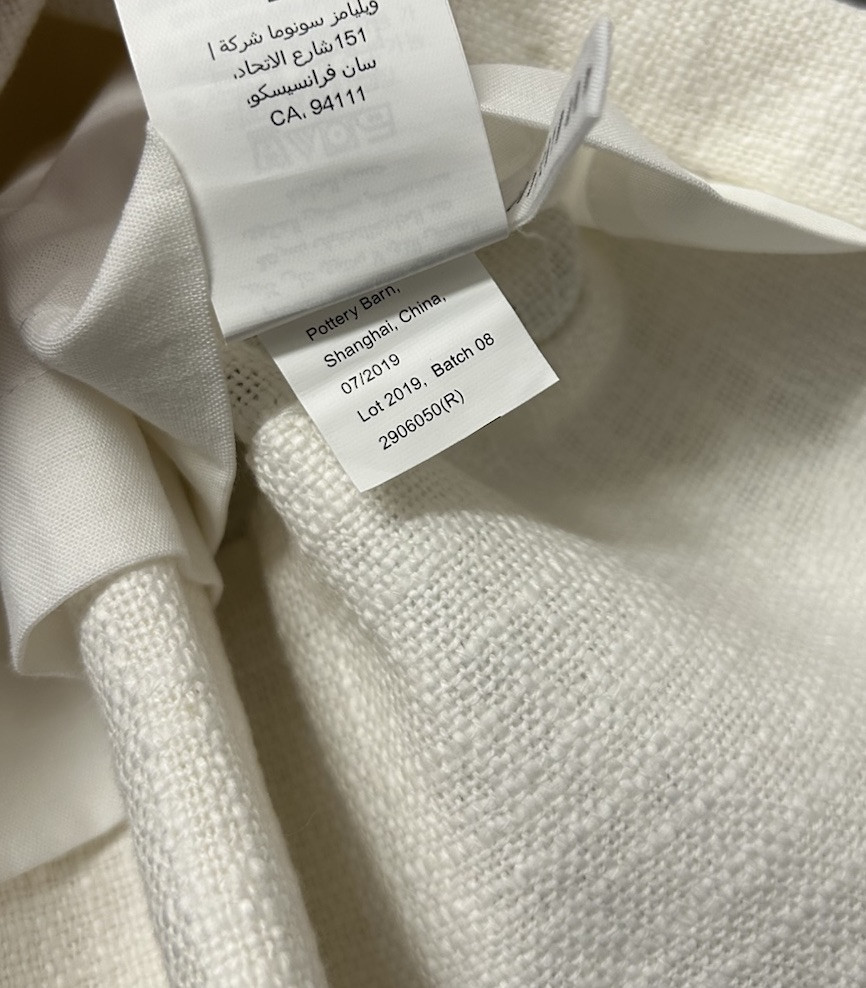 ويليامز سونوما شركة |
151 شارع الاتحاد،
سان فرانسيسكو،
CA، 94111
Pottery Barn,
Shanghai, China,
07/2019
Lot 2019, Batch 08
2906050(R)